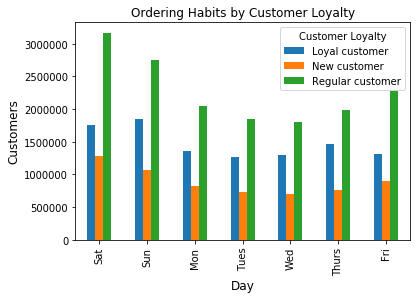 Ordering Habits by Customer Loyalty
Customer Loyalty
Loyal customer
New customer
Regular customer
Customers
3000000
2500000
2000000
1500000
1000000
500000
0
Sat
Sun
Mon
Tues
Wed
Thurs
Fri
Day